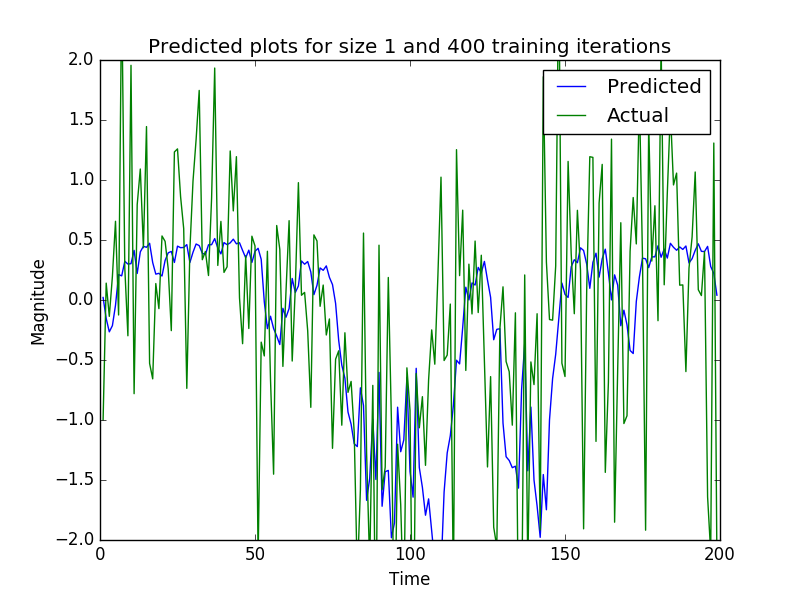 Predicted plots for size 1 and 400 training iterations
2.0
1.5
1.0
0.5
0.0
−0.5
−1.0
−1.5
−2.0
Magnitude
Predicted
Actual
0
50
100
150
200
Time